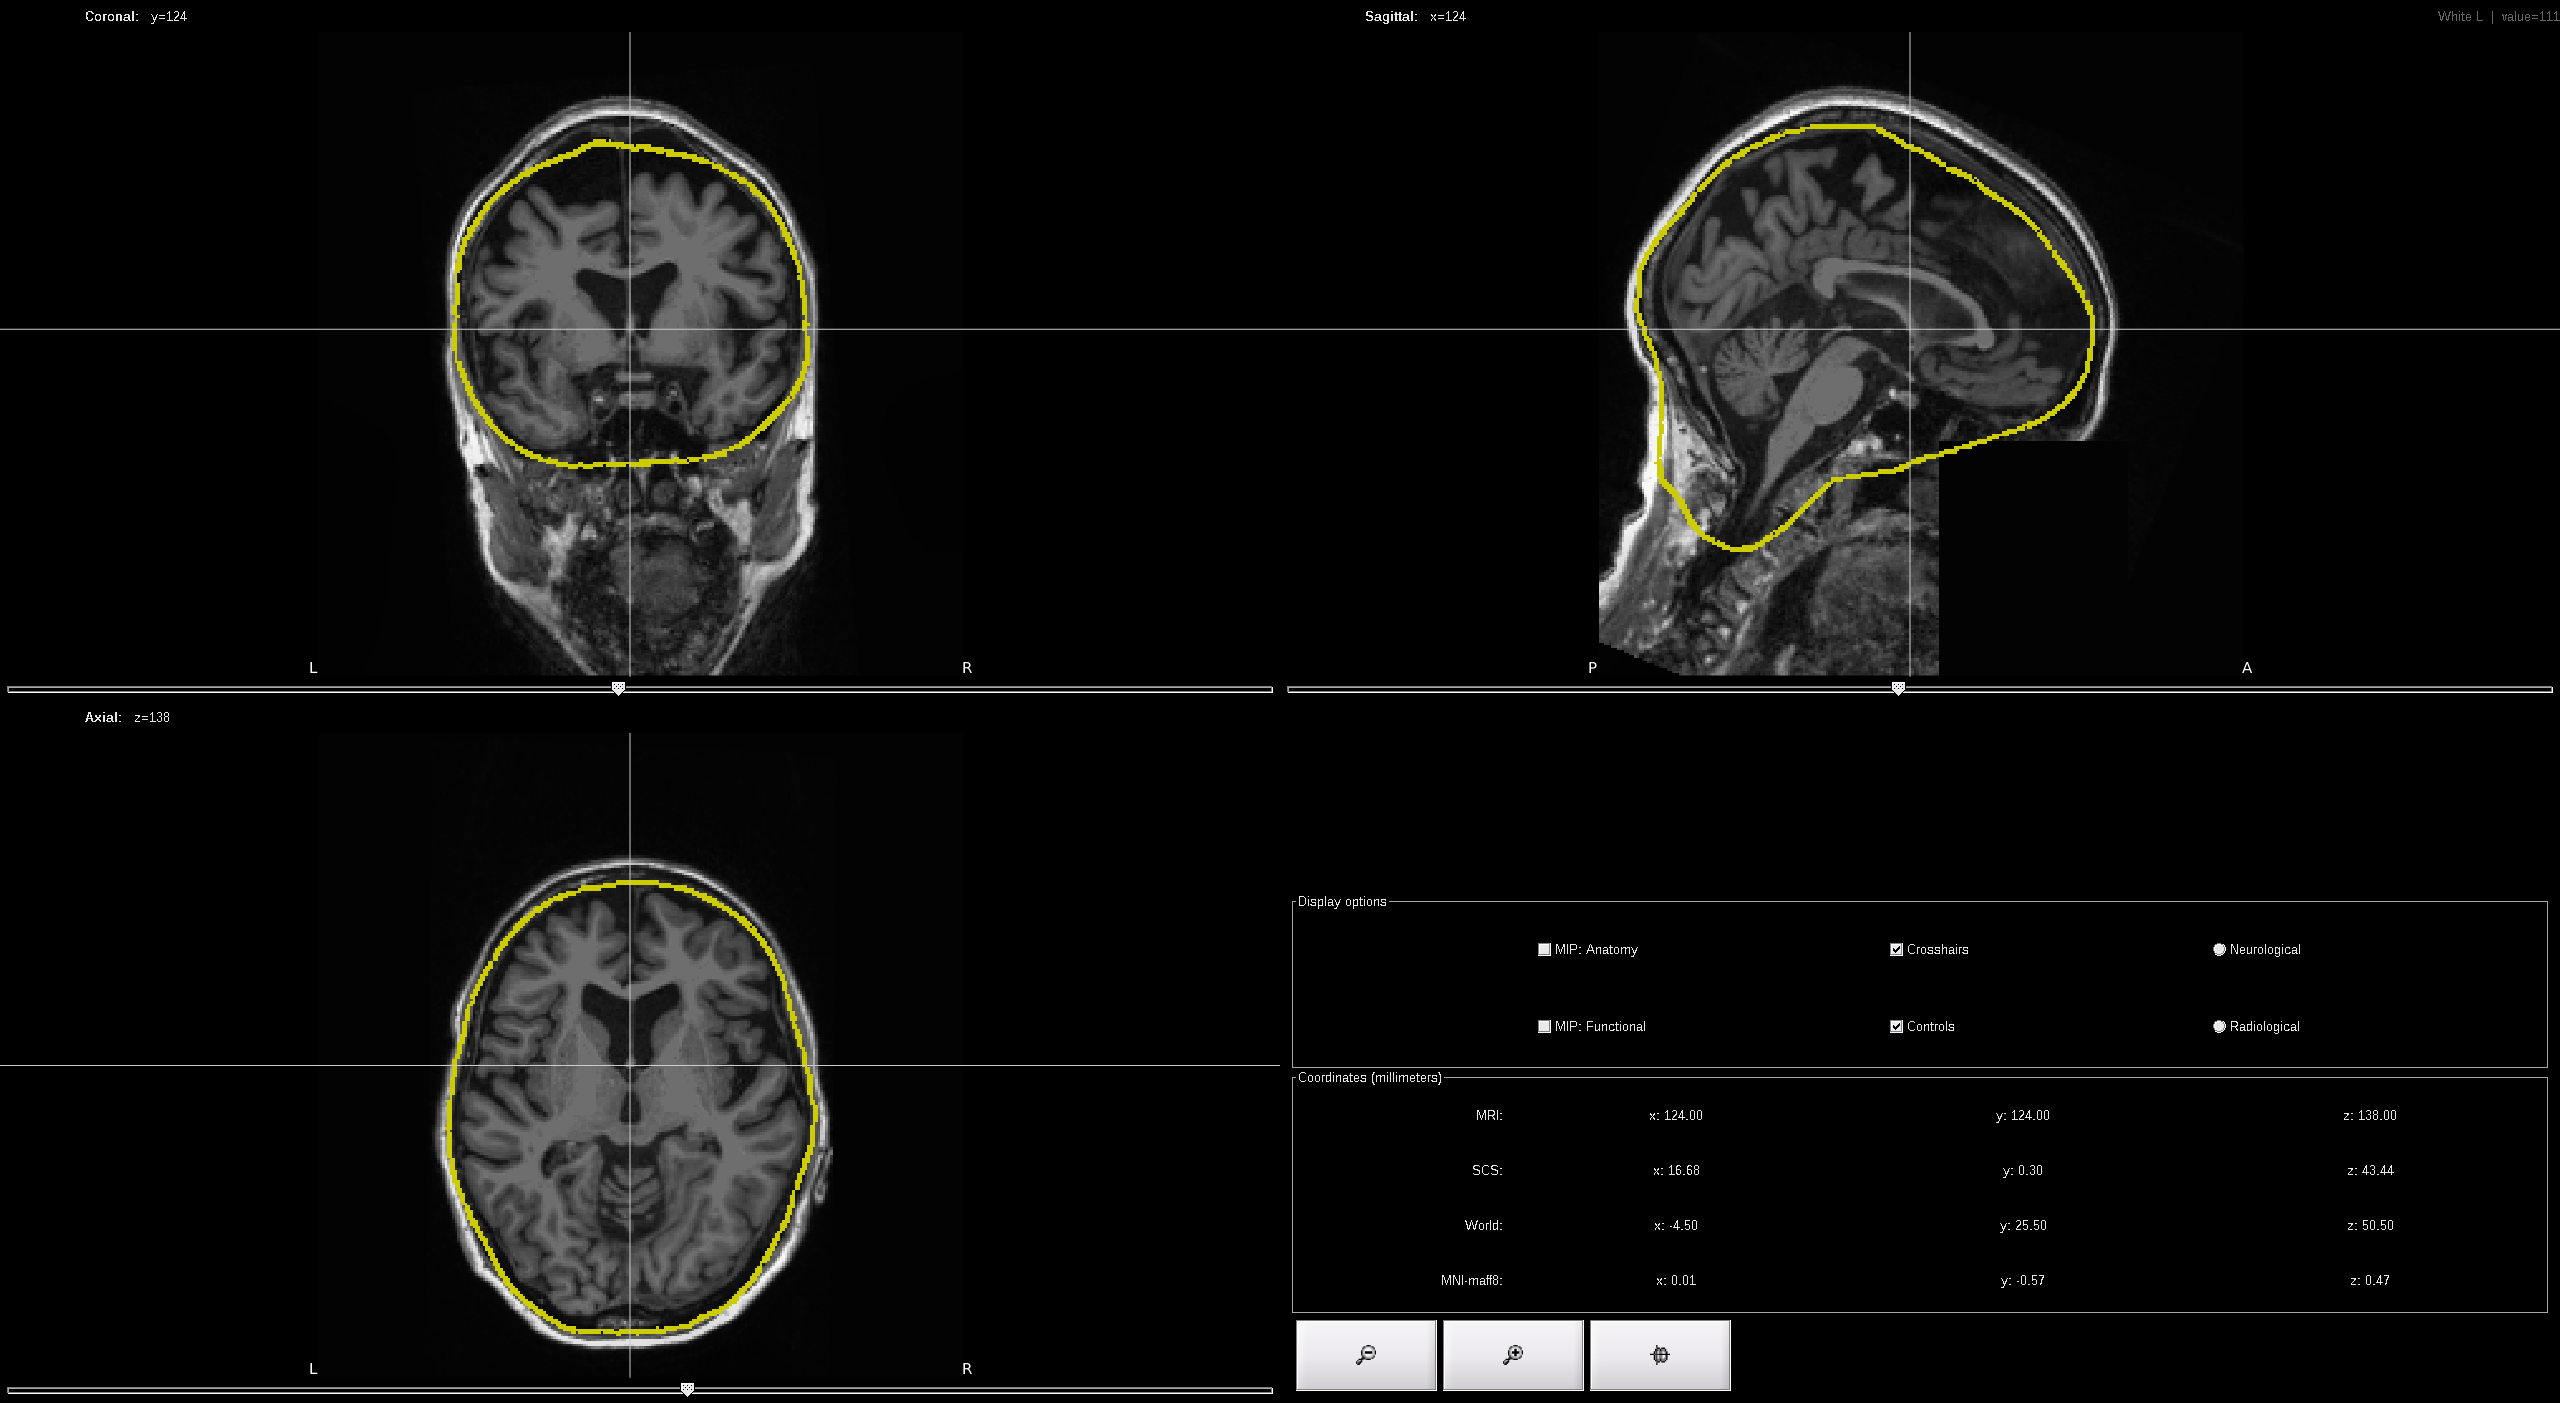 Coronal: y=124
Sagittal: x=124
White L | value=111
L
R
P
A
Axial: z=138
L
R
Display options
MIP: Anatomy
Crosshairs
Neurological
MIP: Functional
Controls
Radiological
Coordinates (millimeters)
MRI: x: 124.00 y: 124.00 z: 138.00
SCS: x: 16.68 y: 0.30 z: 43.44
World: x: -4.50 y: 25.50 z: 50.50
MNI-maff8: x: 0.01 y: -0.57 z: 0.47